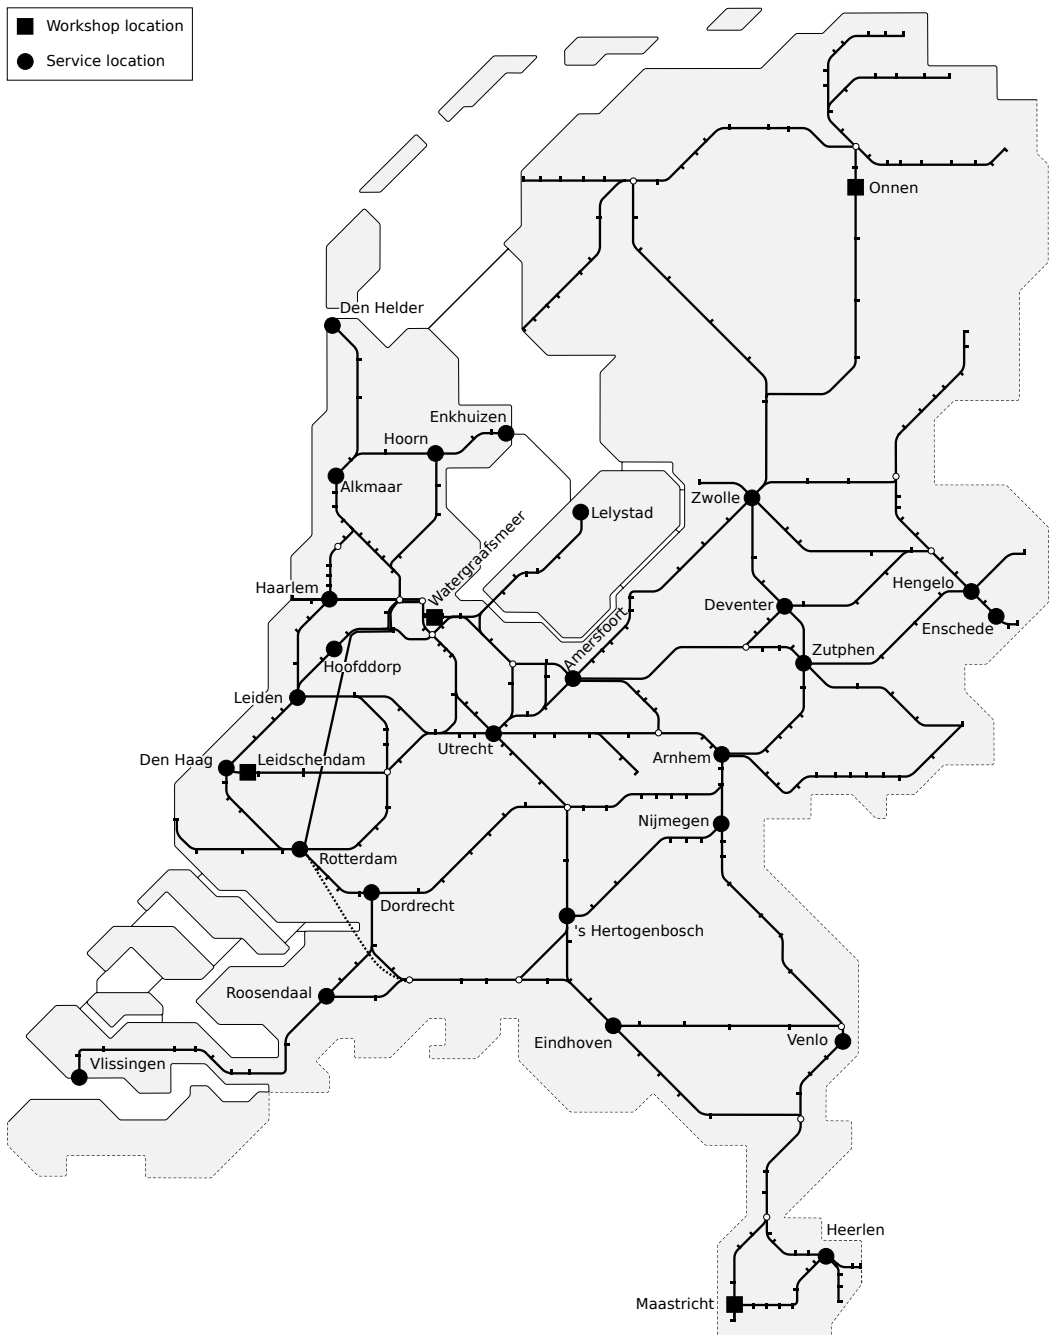 Workshop location
Service location
Onnen
Den Helder
Enkhuizen
Hoorn
Alkmaar
Zwolle
Lelystad
Watergraafsmeer
Haarlem
Hengelo
Deventer
Enschede
Amersfoort
Zutphen
Hoofddorp
Leiden
Utrecht
Den Haag
Leidschendam
Arnhem
Nijmegen
Rotterdam
Dordrecht
's Hertogenbosch
Roosendaal
Eindhoven
Venlo
Vlissingen
Heerlen
Maastricht